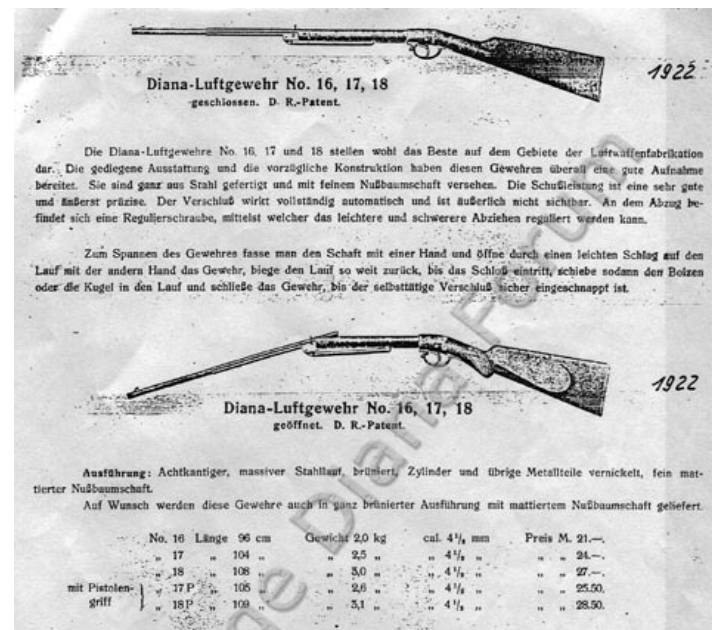 1922
Diana-Luftgewehr No. 16, 17, 18
geschlossen. D. R.-Patent.
Die Diana-Luftgewehre No. 16, 17 und 18 stellen wohl das Beste auf dem Gebiete der Luftwaffenfabrikation
dar. Die gediegene Ausstattung und die vorzügliche Konstruktion haben diesen Gewehren überall eine gute Aufnahme
bereitet. Sie sind ganz aus Stahl gefertigt und mit feinem Nußbaumschaft versehen. Die Schußleistung ist eine sehr gute
und äußerst präzise. Der Verschluß wirkt vollständig automatisch und ist äußerlich nicht sichtbar. An dem Abzug be-
findet sich eine Regulierschraube, mittelst welcher das leichtere und schwerere Abziehen reguliert werden kann.
Zum Spannen des Gewehres fasse man den Schaft mit einer Hand und öffne durch einen leichten Schlag auf den
Lauf mit der andern Hand das Gewehr, biege den Lauf so weit zurück, bis das Schloß eintritt, schiebe sodann den Bolzen
oder die Kugel in den Lauf und schließe das Gewehr, bis der selbsttätige Verschluß sicher eingeschnappt ist.
1922
Diana-Luftgewehr No. 16, 17, 18
geöffnet. D. R.-Patent.
Ausführung: Achtkantiger, massiver Stahllauf, brüniert, Zylinder und übrige Metallteile vernickelt, fein mat-
tierter Nußbaumschaft.
Auf Wunsch werden diese Gewehre auch in ganz brünierter Ausführung mit mattiertem Nußbaumschaft geliefert.
No. 16 Länge 96 cm Gewicht 2,0 kg cal. 4½ mm Preis M. 21.—.
„ 17 „ 104 „ „ 2,5 „ „ 4½ „ „ „ 24.—.
„ 18 „ 108 „ „ 3,0 „ „ 4½ „ „ „ 27.—.
mit Pistolen- „ 17P „ 105 „ „ 2,6 „ „ 4½ „ „ „ 25.50.
griff „ 18P „ 109 „ „ 3,1 „ „ 4½ „ „ „ 28.50.
Diana Forum